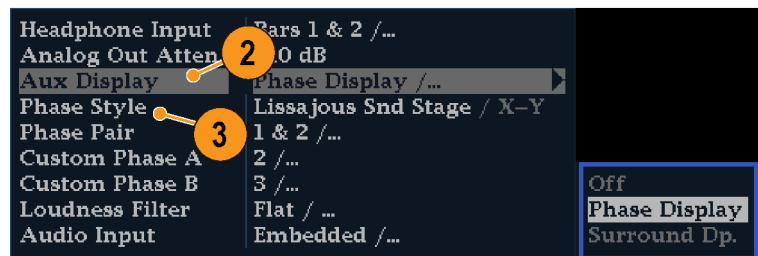 Headphone Input Bars 1 & 2 /...
Analog Out Atten 0 dB
2
Aux Display Phase Display /...
Phase Style Lissajous Snd Stage / X–Y
3
Phase Pair 1 & 2 /...
Custom Phase A 2 /...
Custom Phase B 3 /...
Loudness Filter Flat / ...
Audio Input Embedded /...
Off
Phase Display
Surround Dp.